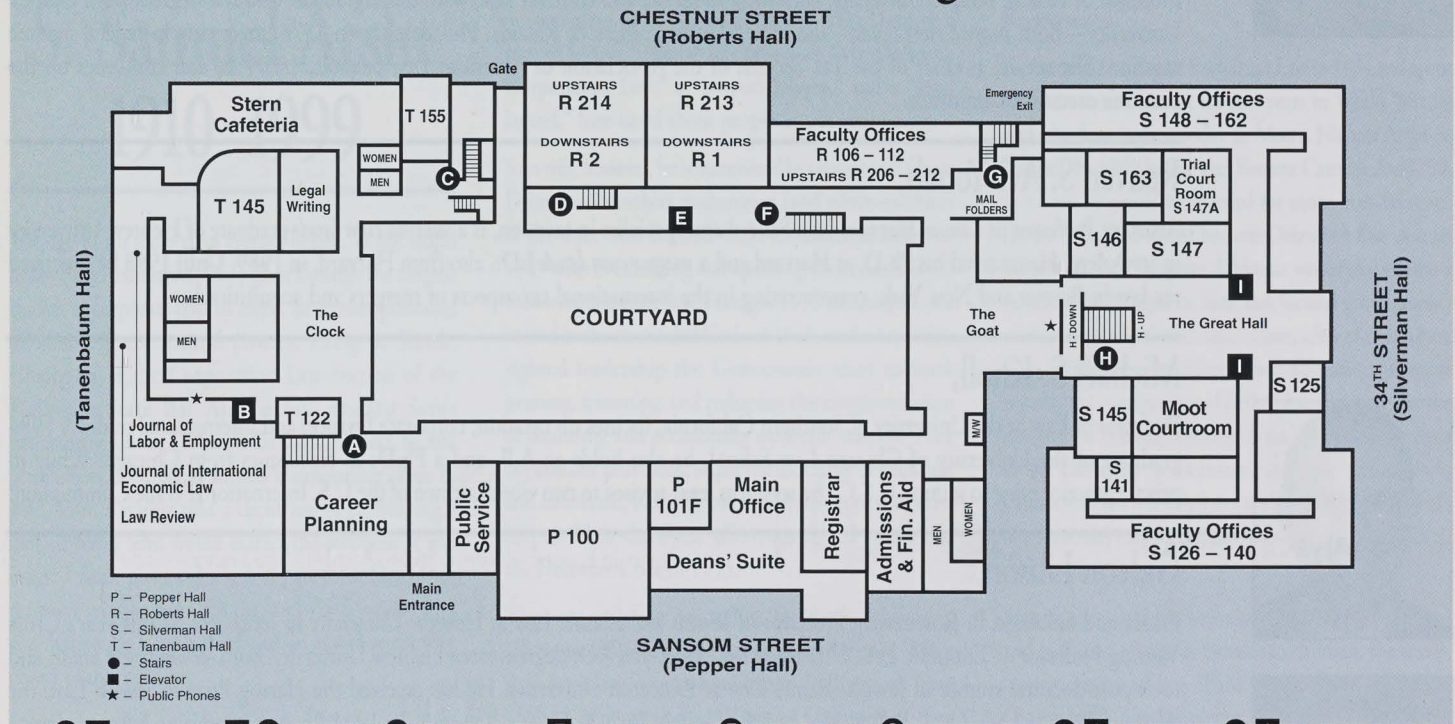 CHESTNUT STREET
(Roberts Hall)
Gate
Stern
Cafeteria
T 155
WOMEN
MEN
C
T 145
Legal
Writing
UPSTAIRS
R 214
UPSTAIRS
R 213
DOWNSTAIRS
R 2
DOWNSTAIRS
R 1
D
E
F
Faculty Offices
R 106 – 112
UPSTAIRS R 206 – 212
Emergency
Exit
G
MAIL
FOLDERS
Faculty Offices
S 148 – 162
S 163
Trial
Court
Room
S 147A
S 146
S 147
I
(Tanenbaum Hall)
WOMEN
MEN
The
Clock
COURTYARD
The
Goat
★
H - DOWN
H - UP
H
The Great Hall
I
34TH STREET
(Silverman Hall)
★
B
T 122
A
Journal of
Labor & Employment
Journal of International
Economic Law
Law Review
Career
Planning
Public
Service
P 100
P
101F
Main
Office
Deans' Suite
Registrar
Admissions
& Fin. Aid
MEN
WOMEN
M/W
S 145
Moot
Courtroom
S 125
S
141
Faculty Offices
S 126 – 140
Main
Entrance
SANSOM STREET
(Pepper Hall)
P – Pepper Hall
R – Roberts Hall
S – Silverman Hall
T – Tanenbaum Hall
● – Stairs
■ – Elevator
★ – Public Phones